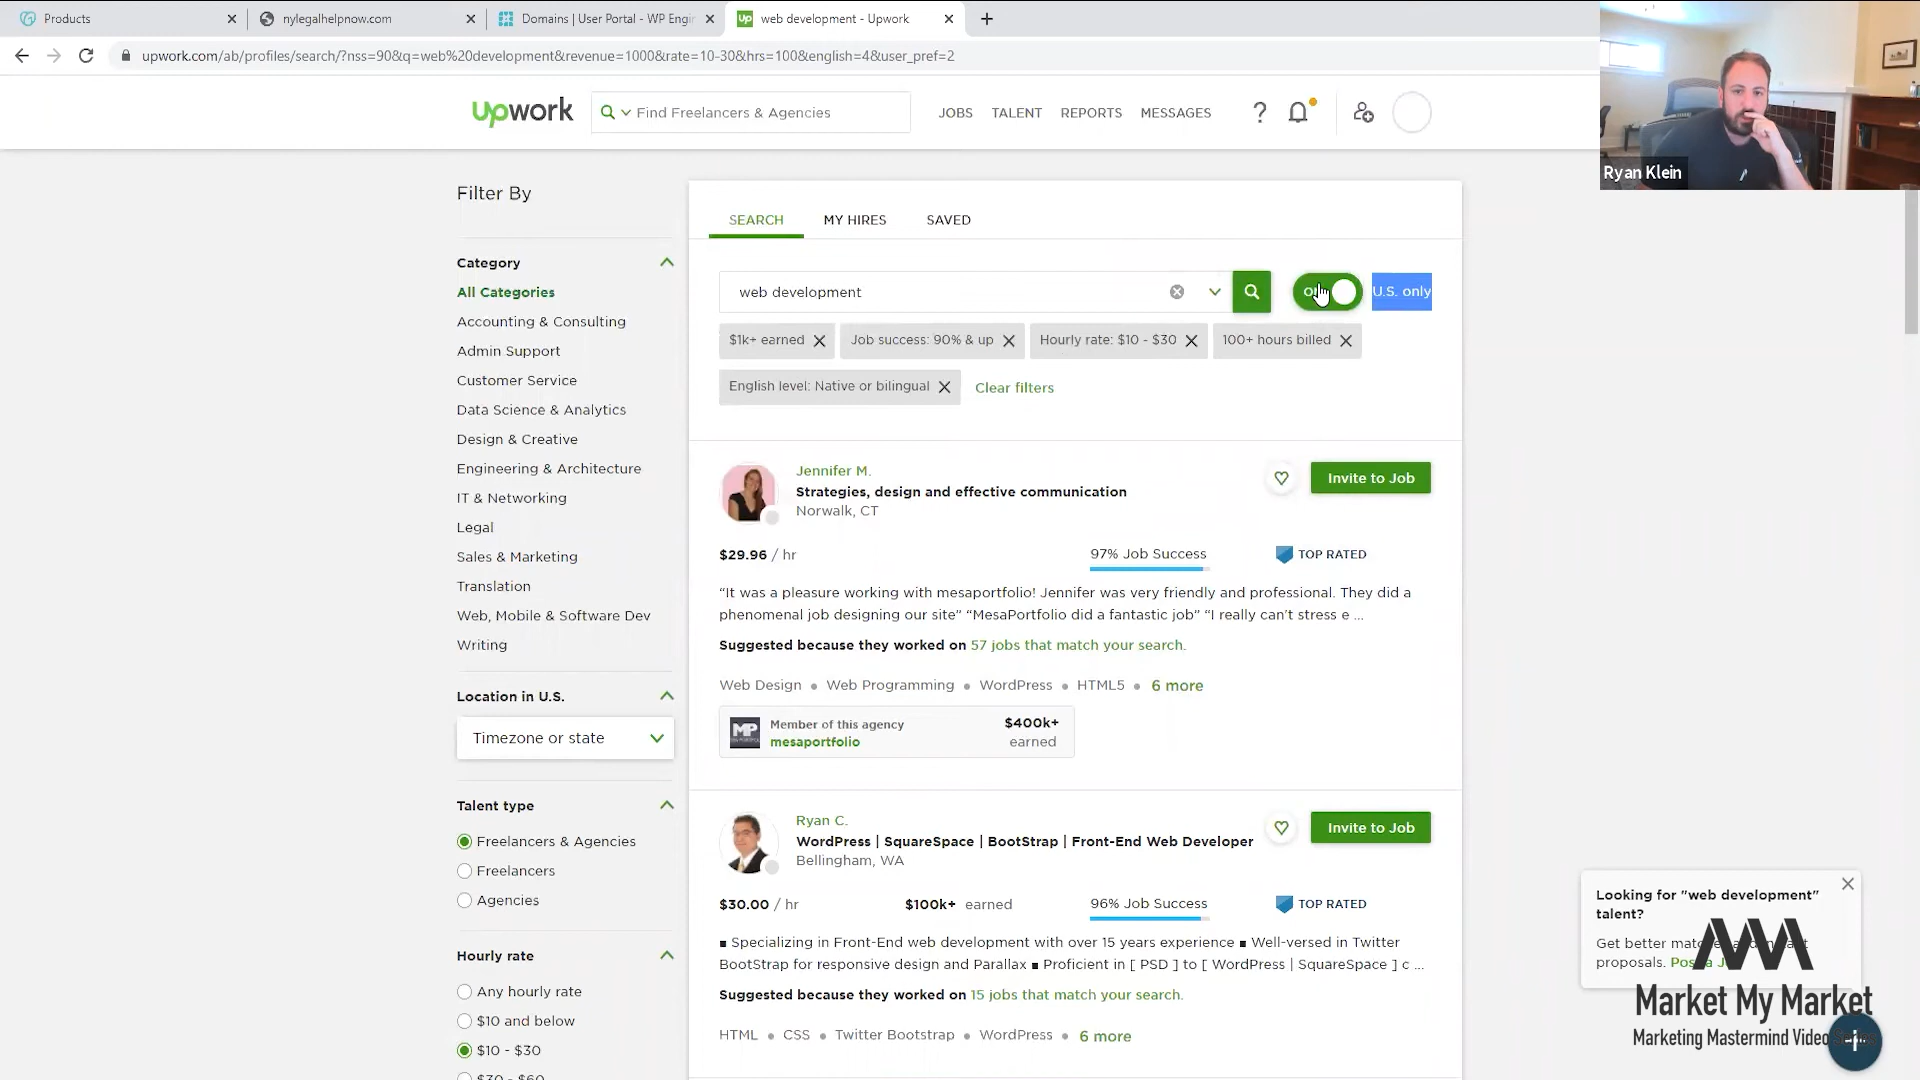 Products
nylegalhelpnow.com
Domains | User Portal - WP Engin
web development - Upwork
upwork.com/ab/profiles/search/?nss=90&q=web%20development&revenue=1000&rate=10-30&hrs=100&english=4&user_pref=2
upwork
Find Freelancers & Agencies
JOBS
TALENT
REPORTS
MESSAGES
Ryan Klein
Filter By
Category
All Categories
Accounting & Consulting
Admin Support
Customer Service
Data Science & Analytics
Design & Creative
Engineering & Architecture
IT & Networking
Legal
Sales & Marketing
Translation
Web, Mobile & Software Dev
Writing
Location in U.S.
Timezone or state
Talent type
Freelancers & Agencies
Freelancers
Agencies
Hourly rate
Any hourly rate
$10 and below
$10 - $30
$30 - $60
SEARCH
MY HIRES
SAVED
web development
U.S. only
$1k+ earned
Job success: 90% & up
Hourly rate: $10 - $30
100+ hours billed
English level: Native or bilingual
Clear filters
Jennifer M.
Strategies, design and effective communication
Norwalk, CT
Invite to Job
$29.96 / hr
97% Job Success
TOP RATED
“It was a pleasure working with mesaportfolio! Jennifer was very friendly and professional. They did a
phenomenal job designing our site” “MesaPortfolio did a fantastic job” “I really can’t stress e ...
Suggested because they worked on 57 jobs that match your search.
Web Design • Web Programming • WordPress • HTML5 • 6 more
MP
Member of this agency
mesaportfolio
$400k+
earned
Ryan C.
WordPress | SquareSpace | BootStrap | Front-End Web Developer
Bellingham, WA
Invite to Job
$30.00 / hr
$100k+ earned
96% Job Success
TOP RATED
■ Specializing in Front-End web development with over 15 years experience ■ Well-versed in Twitter
BootStrap for responsive design and Parallax ■ Proficient in [ PSD ] to [ WordPress | SquareSpace ] c ...
Suggested because they worked on 15 jobs that match your search.
HTML • CSS • Twitter Bootstrap • WordPress • 6 more
Looking for "web development"
talent?
Get better
proposals.
Market My Market
Marketing Mastermind Video